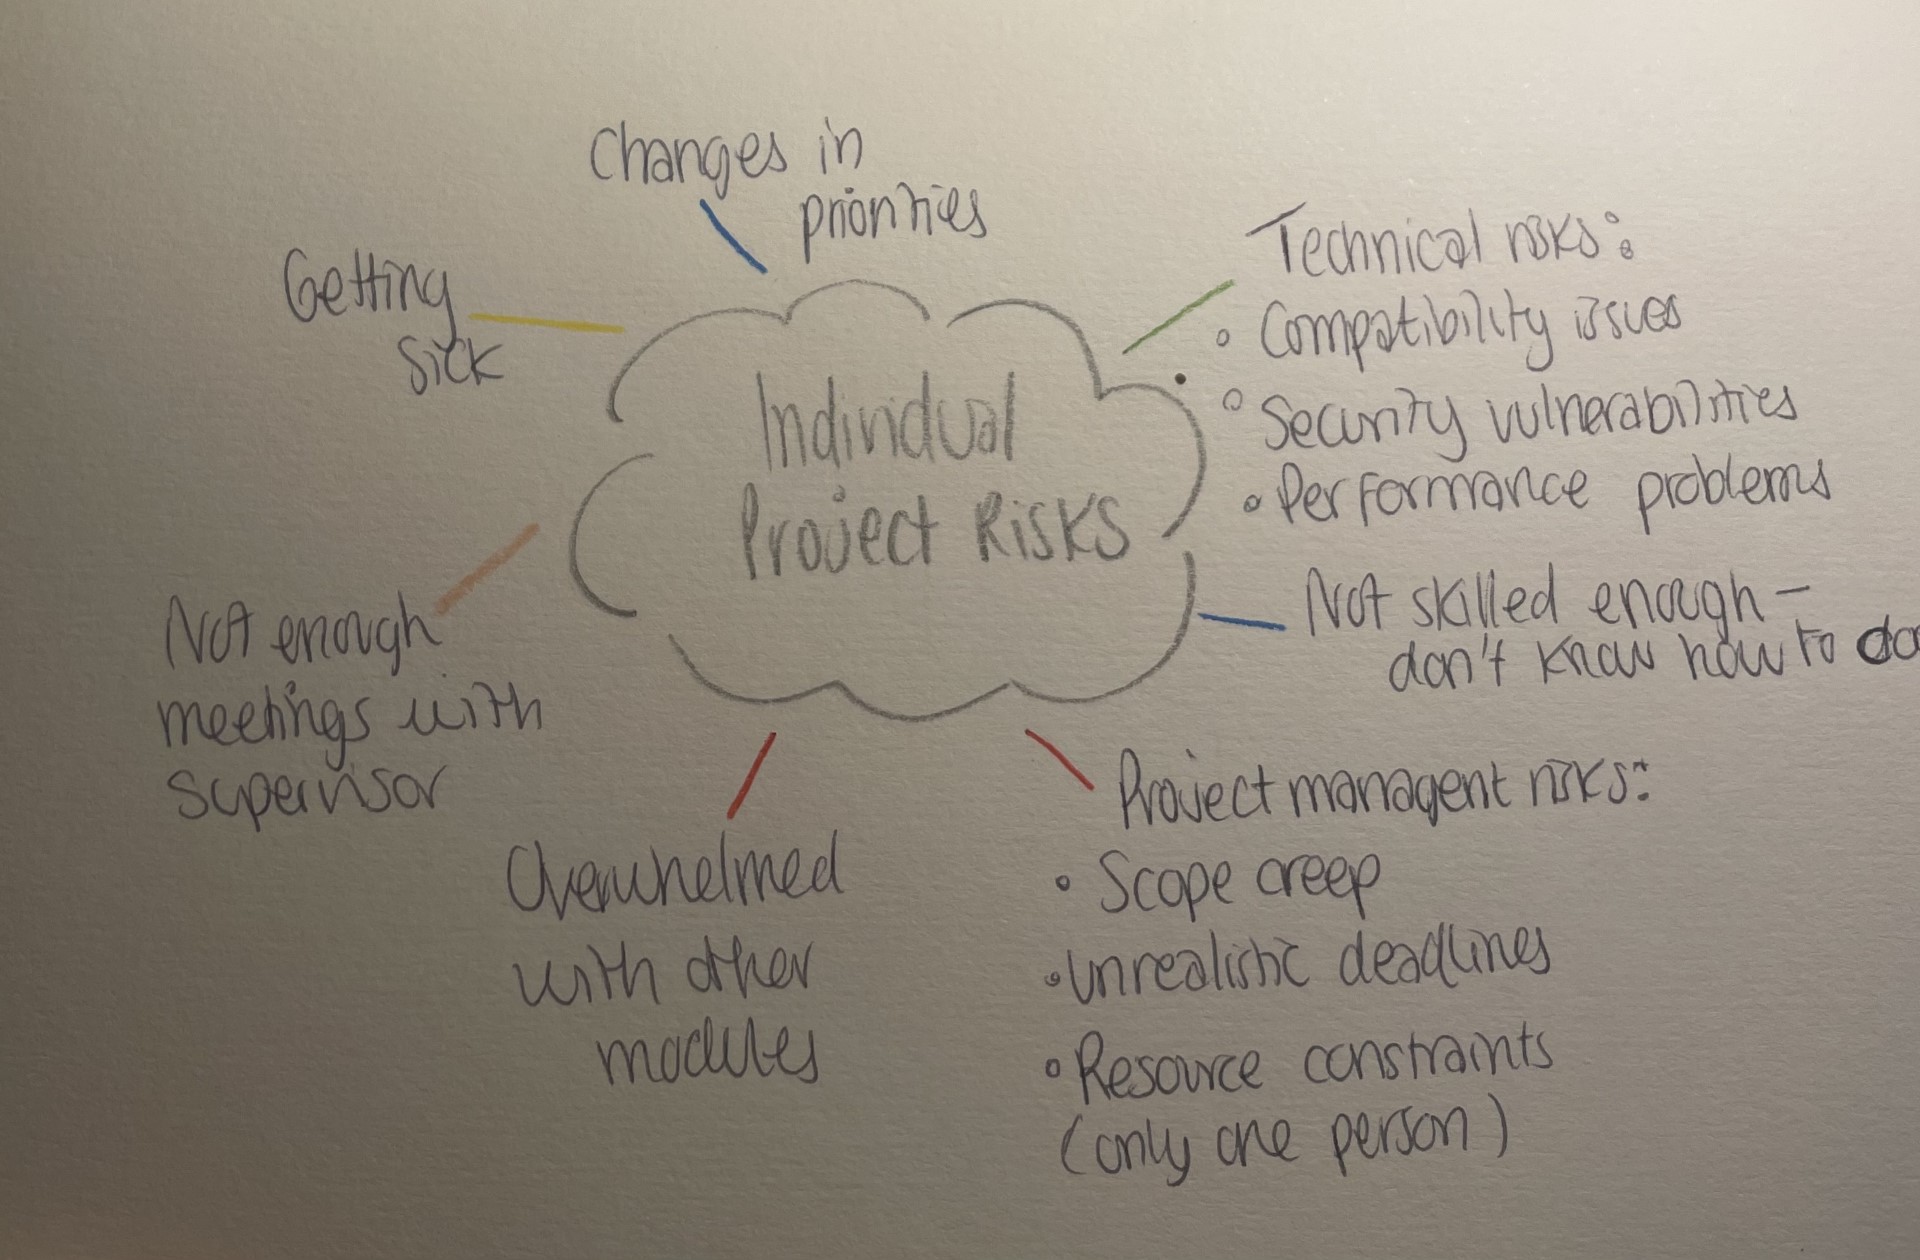 Changes in
priorities
Getting
sick
Technical risks:
Compatibility issues
Security vulnerabilities
Performance problems
Individual
Project Risks
Not skilled enough -
don't know how to do
Not enough
meetings with
supervisor
Project managent risks:
Scope creep
unrealistic deadlines
Resource constraints
(only one person)
Overwhelmed
with other
modules